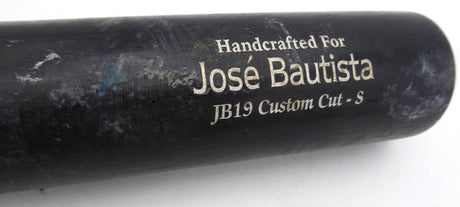 Handcrafted For
José Bautista
JB19 Custom Cut - S